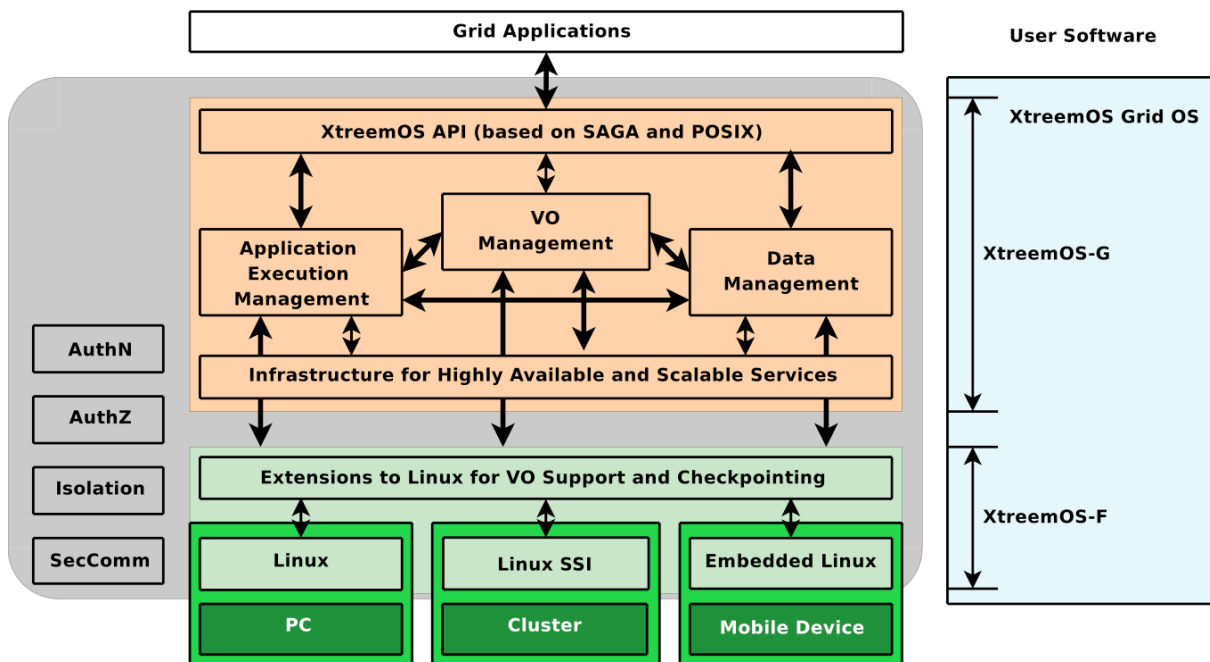 Grid Applications
User Software
XtreemOS API (based on SAGA and POSIX)
XtreemOS Grid OS
VO
Management
Application
Execution
Management
Data
Management
XtreemOS-G
AuthN
Infrastructure for Highly Available and Scalable Services
AuthZ
Extensions to Linux for VO Support and Checkpointing
Isolation
XtreemOS-F
SecComm
Linux
Linux SSI
Embedded Linux
PC
Cluster
Mobile Device